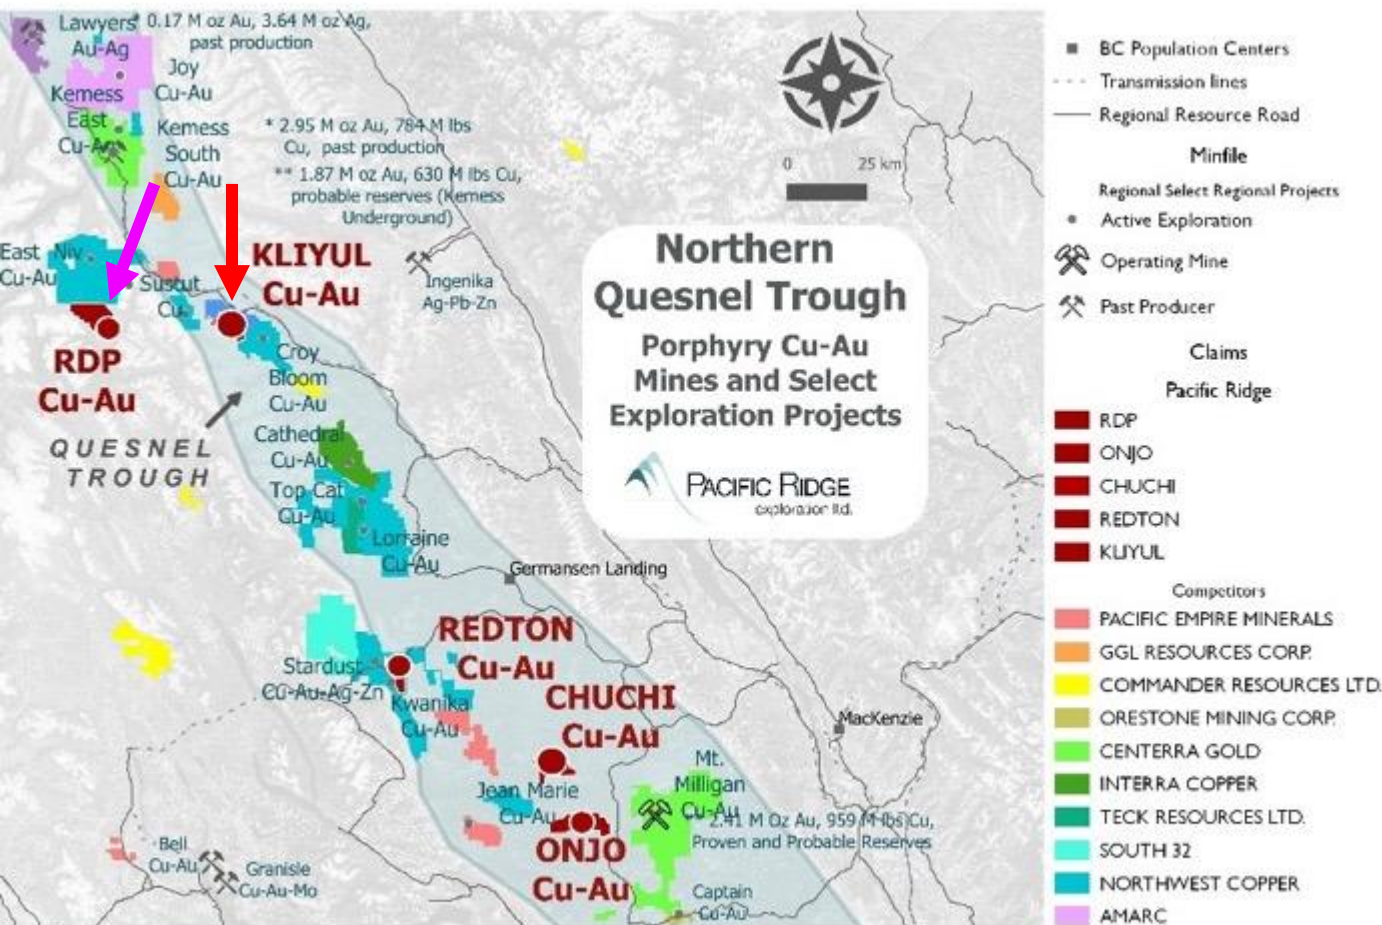 Lawyers
Au-Ag
* 0.17 M oz Au, 3.64 M oz Ag,
past production
Joy
Cu-Au
Kemess
East
Cu-Au
Kemess
South
Cu-Au
* 2.95 M oz Au, 784 M lbs
Cu, past production
** 1.87 M oz Au, 630 M lbs Cu,
probable reserves (Kemess
Underground)
0 25 km
East Niv
Cu-Au
Sustut
Cu
KLIYUL
Cu-Au
Ingenika
Ag-Pb-Zn
RDP
Cu-Au
Croy
Bloom
Cu-Au
QUESNEL
TROUGH
Cathedral
Cu-Au
Top Cat
Cu-Au
Lorraine
Cu-Au
Northern
Quesnel Trough
Porphyry Cu-Au
Mines and Select
Exploration Projects
PACIFIC RIDGE
exploration ltd.
Germansen Landing
REDTON
Cu-Au
Stardust
Cu-Au-Ag-Zn
Kwanika
Cu-Au
CHUCHI
Cu-Au
MacKenzie
Mt.
Milligan
Cu-Au
2.41 M Oz Au, 959 M lbs Cu,
Proven and Probable Reserves
Jean Marie
Cu-Au
ONJO
Cu-Au
Bell
Cu-Au
Granisle
Cu-Au-Mo
Captain
Cu-Au
BC Population Centers
Transmission lines
Regional Resource Road
Minfile
Regional Select Regional Projects
Active Exploration
Operating Mine
Past Producer
Claims
Pacific Ridge
RDP
ONJO
CHUCHI
REDTON
KLIYUL
Competitors
PACIFIC EMPIRE MINERALS
GGL RESOURCES CORP.
COMMANDER RESOURCES LTD.
ORESTONE MINING CORP.
CENTERRA GOLD
INTERRA COPPER
TECK RESOURCES LTD.
SOUTH 32
NORTHWEST COPPER
AMARC